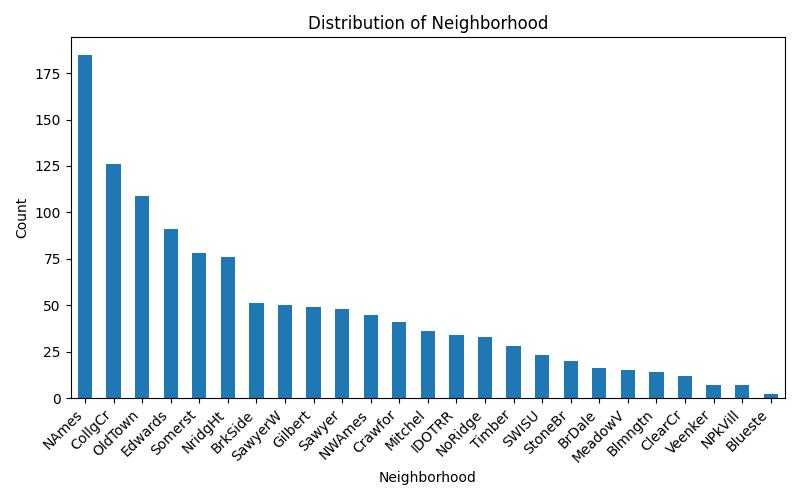 Distribution of Neighborhood
Count
175
150
125
100
75
50
25
0
NAmes
CollgCr
OldTown
Edwards
Somerst
NridgHt
BrkSide
SawyerW
Gilbert
Sawyer
NWAmes
Crawfor
Mitchel
IDOTRR
NoRidge
Timber
SWISU
StoneBr
BrDale
MeadowV
Blmngtn
ClearCr
Veenker
NPkVill
Blueste
Neighborhood